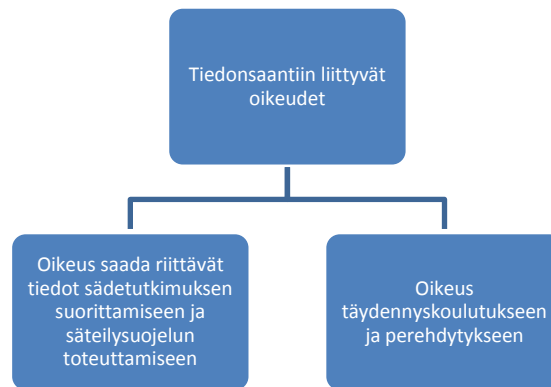 Tiedonsaantiin liittyvät
oikeudet
Oikeus saada riittävät
tiedot sädetutkimuksen
suorittamiseen ja
säteilysuojelun
toteuttamiseen
Oikeus
täydennyskoulutukseen
ja perehdytykseen